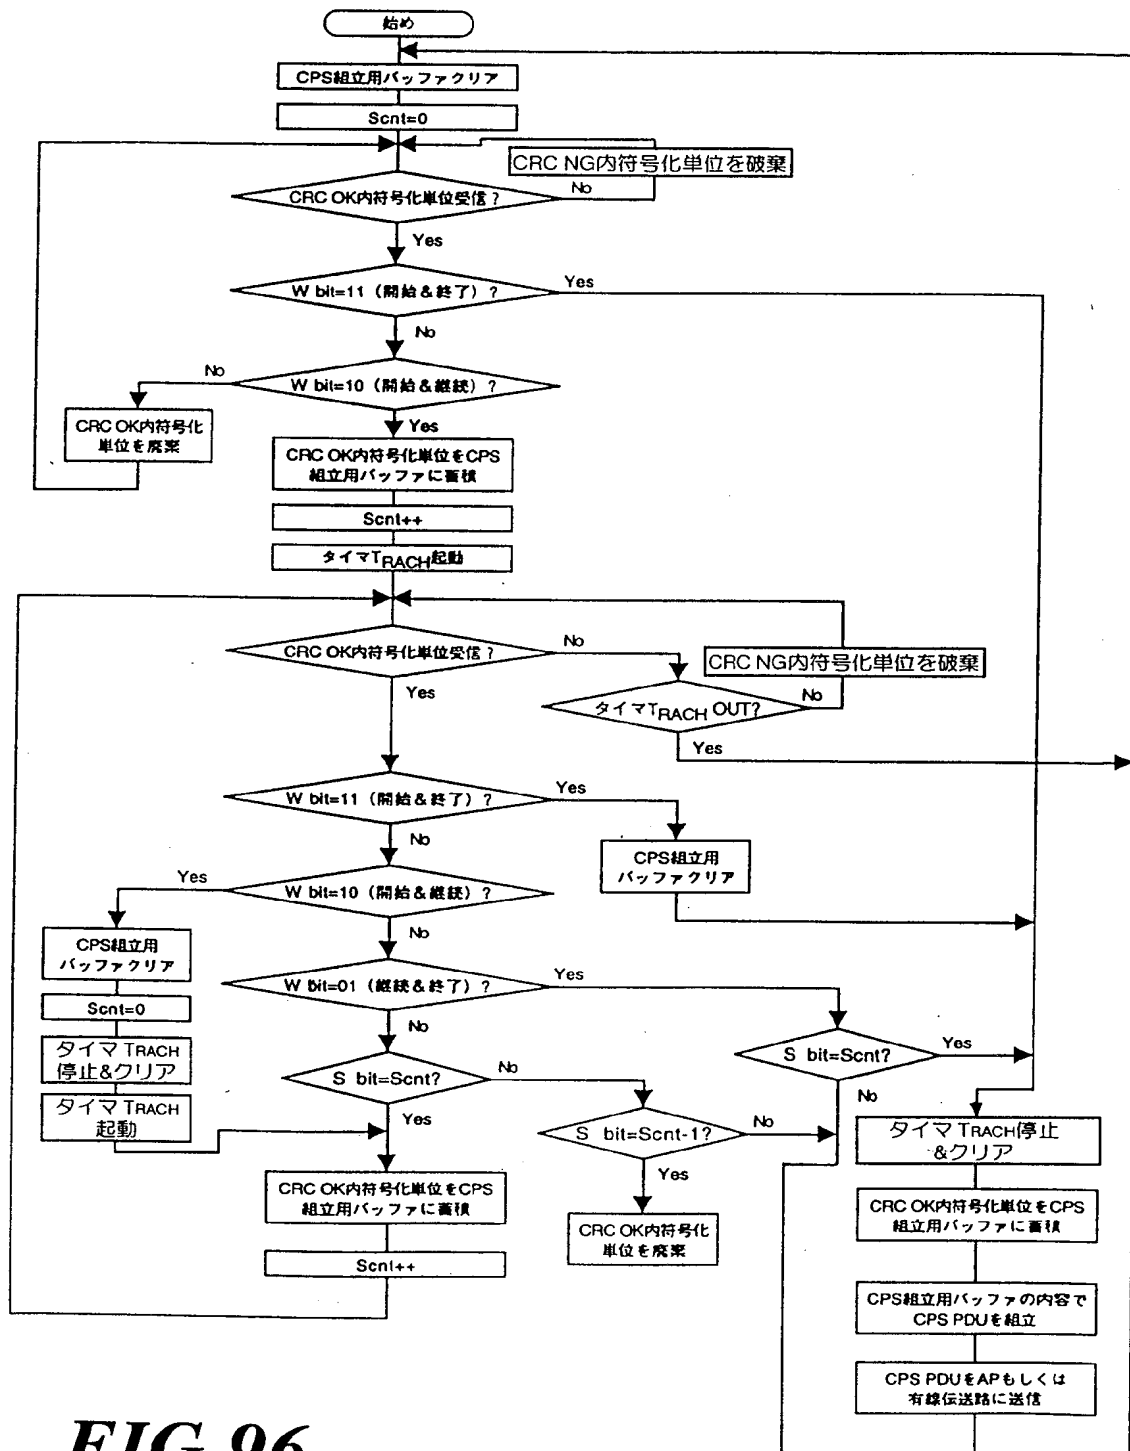 始め
CPS組立用バッファクリア
Scnt=0
CRC NG内符号化単位を破棄
CRC OK内符号化単位受信？
No
Yes
W bit=11（開始&終了）？
Yes
No
W bit=10（開始&継続）？
No
Yes
CRC OK内符号化
単位を廃棄
CRC OK内符号化単位をCPS
組立用バッファに蓄積
Scnt++
タイマTRACH起動
CRC OK内符号化単位受信？
No
CRC NG内符号化単位を破棄
Yes
タイマTRACH OUT?
No
Yes
W bit=11（開始&終了）？
Yes
No
CPS組立用
バッファクリア
W bit=10（開始&継続）？
Yes
No
CPS組立用
バッファクリア
W bit=01（継続&終了）？
Yes
Scnt=0
No
タイマ TRACH
停止&クリア
S bit=Scnt?
Yes
No
S bit=Scnt?
No
Yes
タイマ TRACH
起動
S bit=Scnt-1?
No
Yes
タイマ TRACH停止
&クリア
CRC OK内符号化単位をCPS
組立用バッファに蓄積
CRC OK内符号化単位をCPS
組立用バッファに蓄積
CRC OK内符号化
単位を廃棄
Scnt++
CPS組立用バッファの内容で
CPS PDUを組立
CPS PDUをAPもしくは
有線伝送路に送信
FIG.96